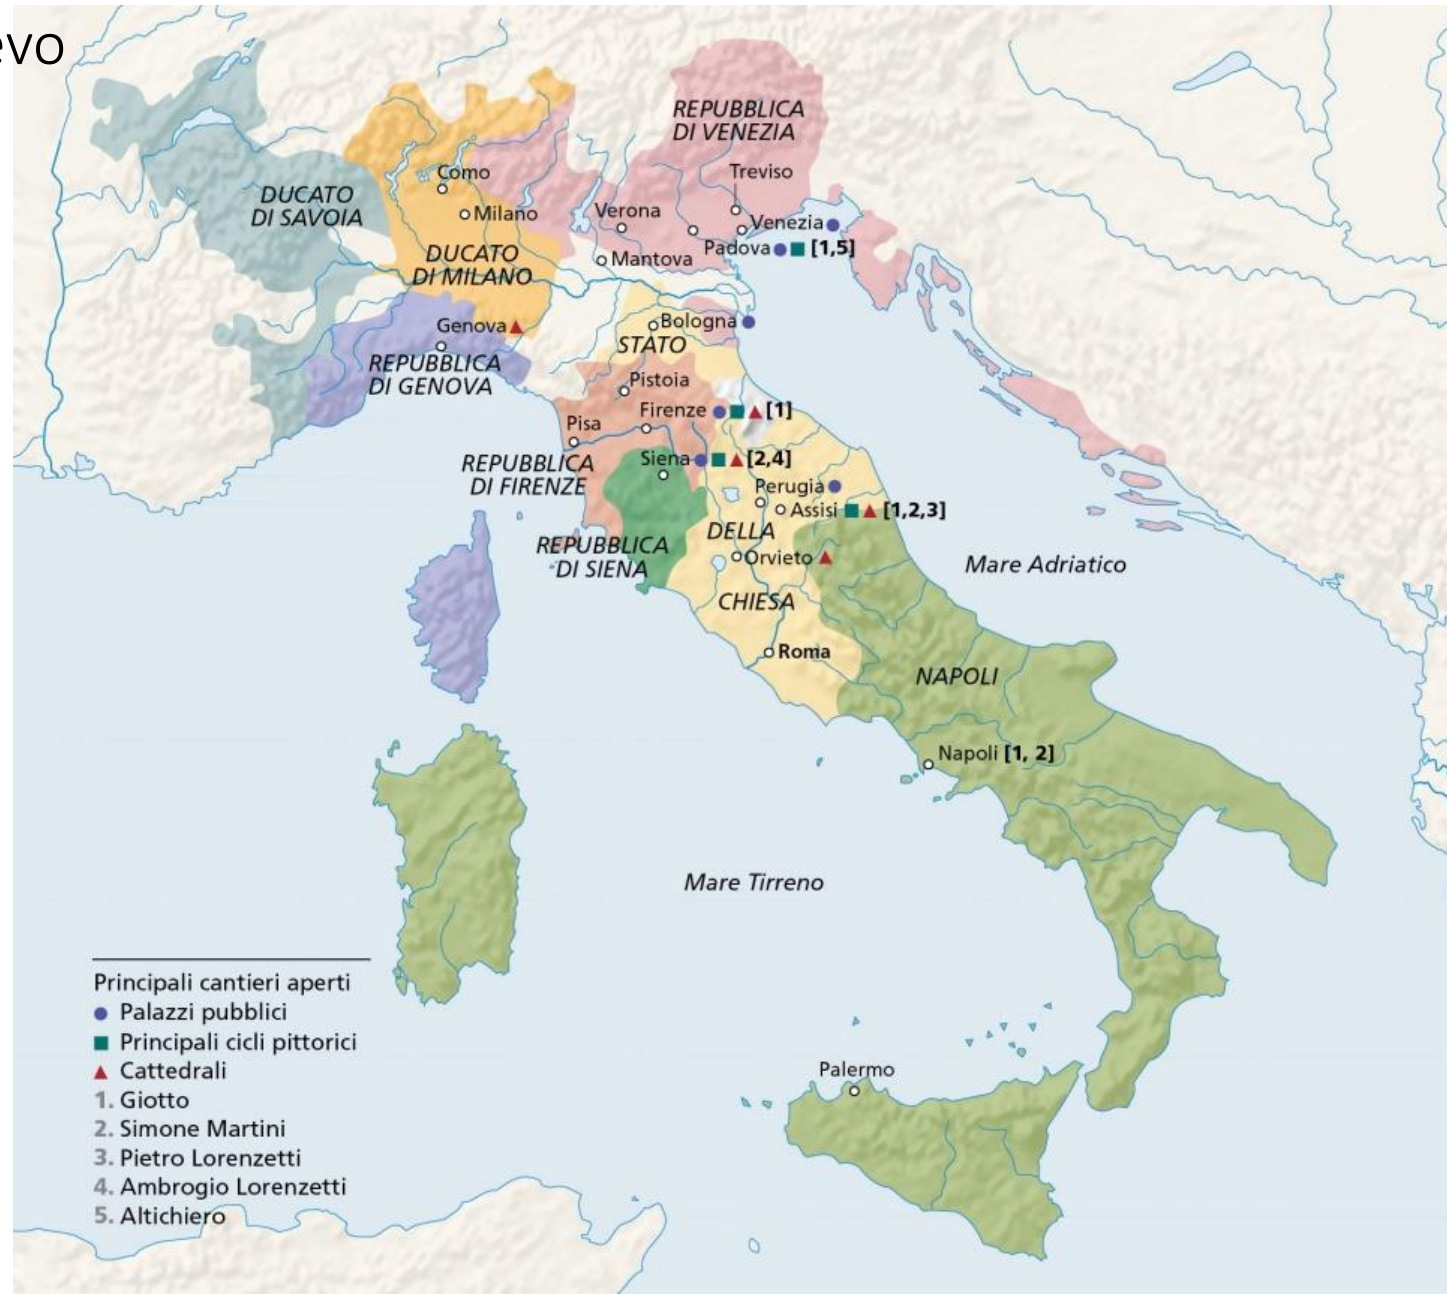 evo
REPUBBLICA
DI VENEZIA
Treviso
Como
DUCATO
DI SAVOIA
Milano
Verona
Venezia
Padova [1,5]
DUCATO
DI MILANO
Mantova
Genova
Bologna
STATO
REPUBBLICA
DI GENOVA
Pistoia
Firenze [1]
Pisa
Siena [2,4]
REPUBBLICA
DI FIRENZE
Perugia
Assisi [1,2,3]
DELLA
REPUBBLICA
DI SIENA
Orvieto
Mare Adriatico
CHIESA
Roma
NAPOLI
Napoli [1, 2]
Mare Tirreno
Principali cantieri aperti
Palazzi pubblici
Principali cicli pittorici
Cattedrali
1. Giotto
2. Simone Martini
3. Pietro Lorenzetti
4. Ambrogio Lorenzetti
5. Altichiero
Palermo